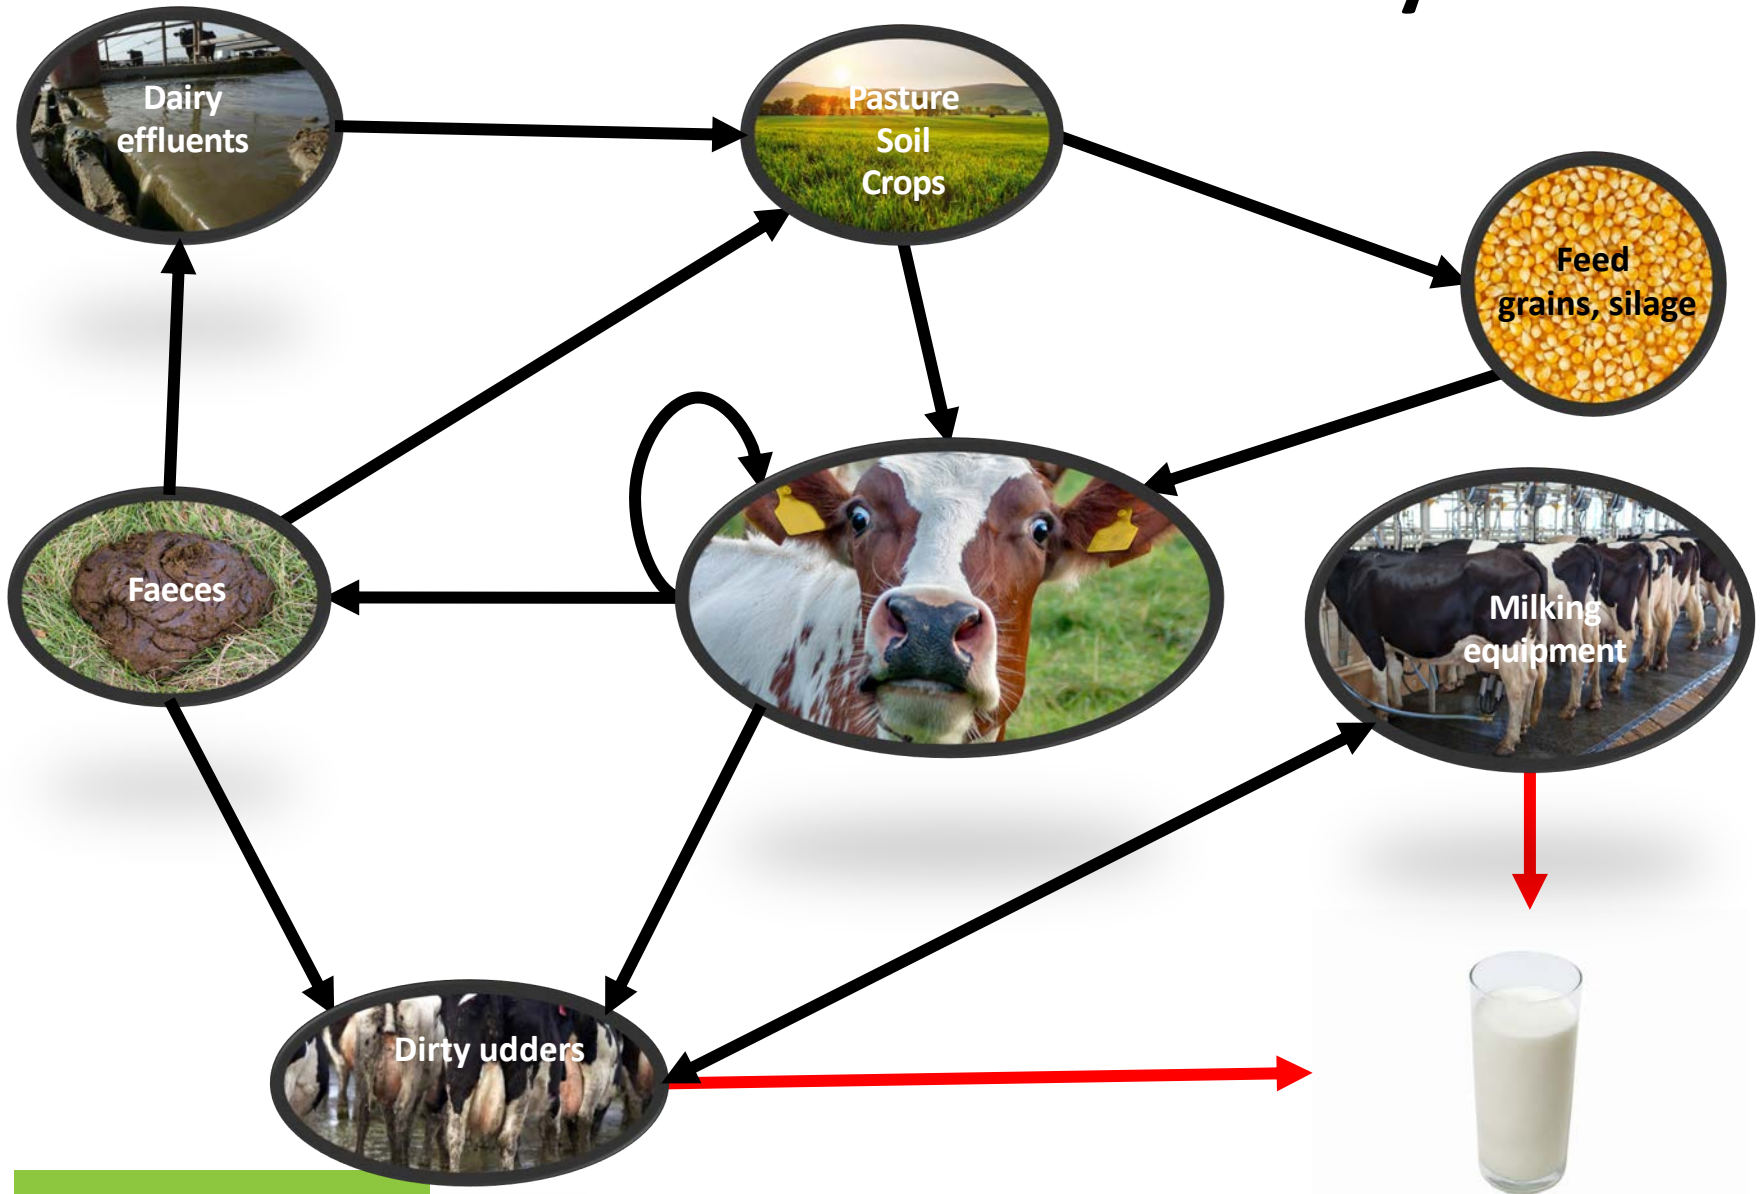 Dairy
effluents
Pasture
Soil
Crops
Feed
grains, silage
Faeces
Milking
equipment
Dirty udders